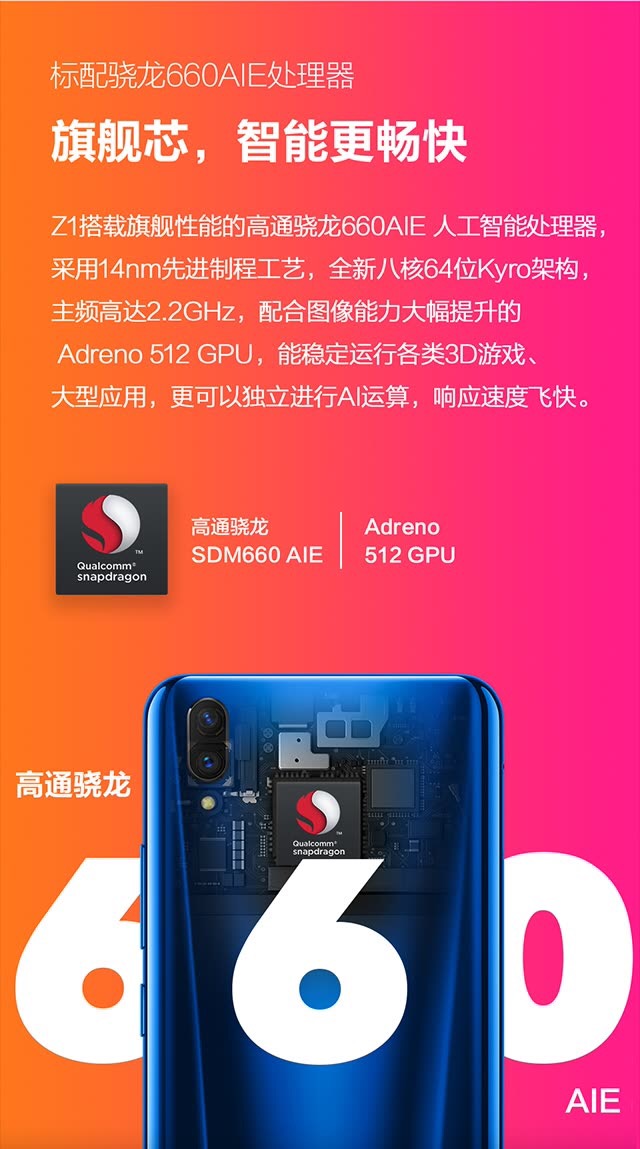 标配骁龙660AIE处理器
旗舰芯，智能更畅快
Z1搭载旗舰性能的高通骁龙660AIE 人工智能处理器，
采用14nm先进制程工艺，全新八核64位Kyro架构，
主频高达2.2GHz，配合图像能力大幅提升的
Adreno 512 GPU，能稳定运行各类3D游戏、
大型应用，更可以独立进行AI运算，响应速度飞快。
Qualcomm®
snapdragon™
高通骁龙
SDM660 AIE
Adreno
512 GPU
高通骁龙
Qualcomm®
snapdragon™
660
AIE